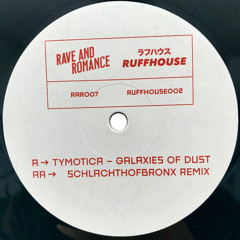 RAVE AND
ROMANCE
ラフハウス
RUFFHOUSE
RAR007
RUFFHOUSE002
A→ TYMOTICA – GALAXIES OF DUST
AA→ SCHLACHTHOFBRONX REMIX